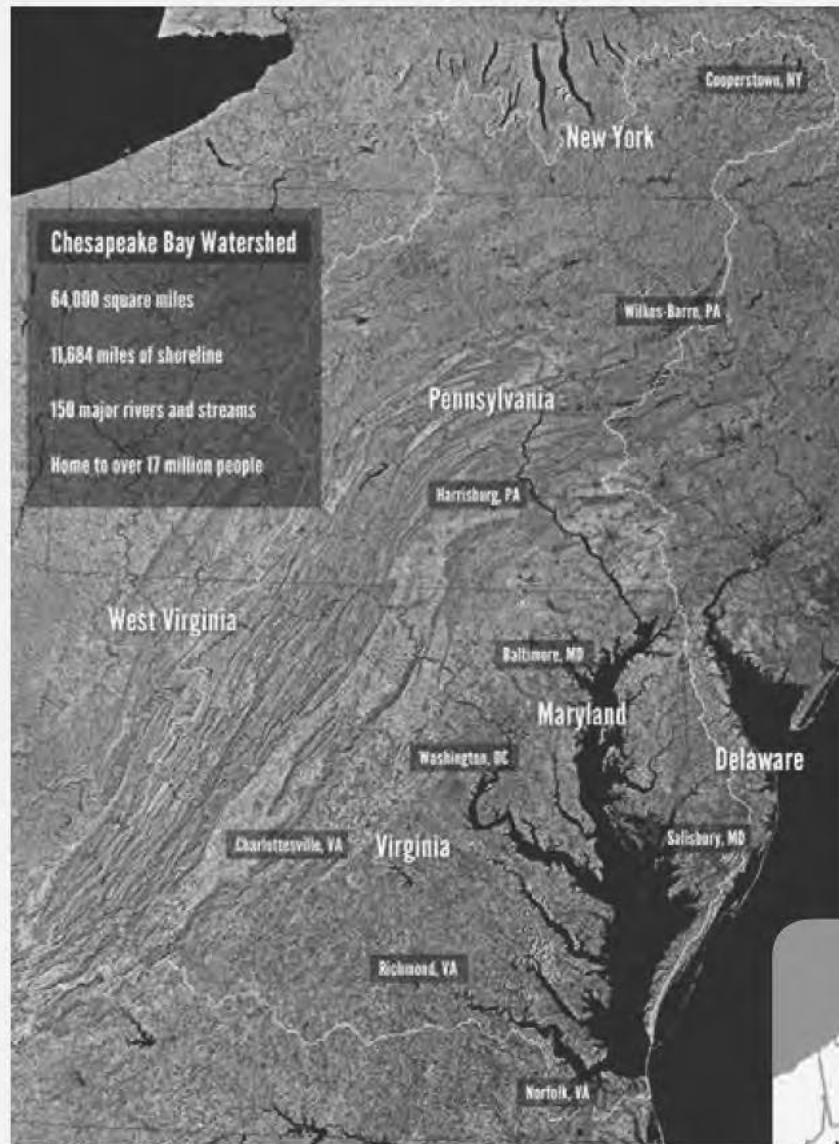 Cooperstown, NY
New York
Chesapeake Bay Watershed
64,000 square miles
11,684 miles of shoreline
150 major rivers and streams
Home to over 17 million people
Wilkes-Barre, PA
Pennsylvania
Harrisburg, PA
West Virginia
Baltimore, MD
Maryland
Washington, DC
Delaware
Salisbury, MD
Charlottesville, VA
Virginia
Richmond, VA
Norfolk, VA